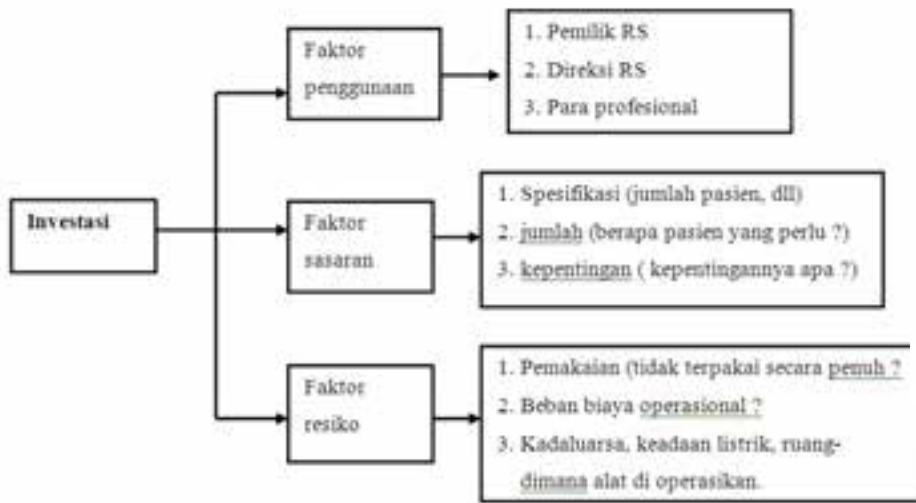 Investasi
Faktor
penggunaan
1. Pemilik RS
2. Direksi RS
3. Para profesional
Faktor
sasaran
1. Spesifikasi (jumlah pasien, dll)
2. jumlah (berapa pasien yang perlu ?)
3. kepentingan ( kepentingannya apa ?)
Faktor
resiko
1. Pemakaian (tidak terpakai secara penuh ?
2. Beban biaya operasional ?
3. Kadaluarsa, keadaan listrik, ruang-
dimana alat di operasikan.